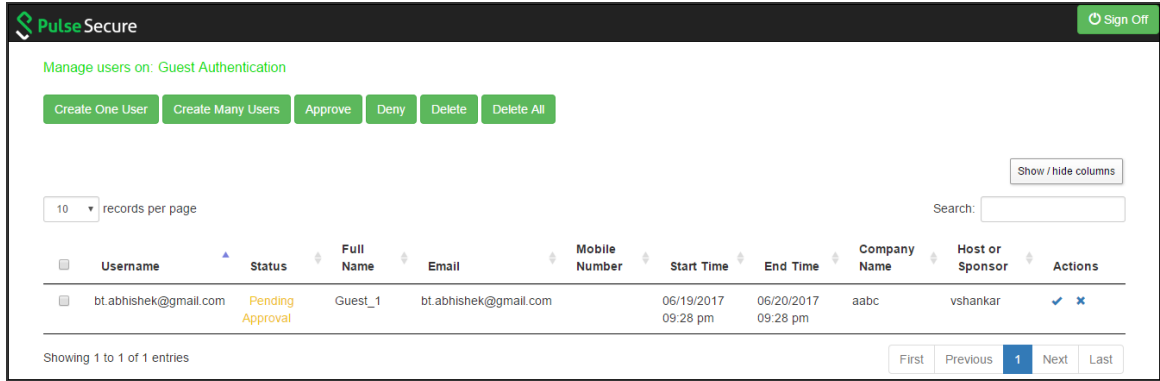 Pulse Secure
Sign Off
Manage users on: Guest Authentication
Create One User Create Many Users Approve Deny Delete Delete All
Show / hide columns
10 records per page
Search:
Username Status Full Name Email Mobile Number Start Time End Time Company Name Host or Sponsor Actions
bt.abhishek@gmail.com Pending Approval Guest_1 bt.abhishek@gmail.com 06/19/2017 09:28 pm 06/20/2017 09:28 pm aabc vshankar
Showing 1 to 1 of 1 entries
First Previous 1 Next Last